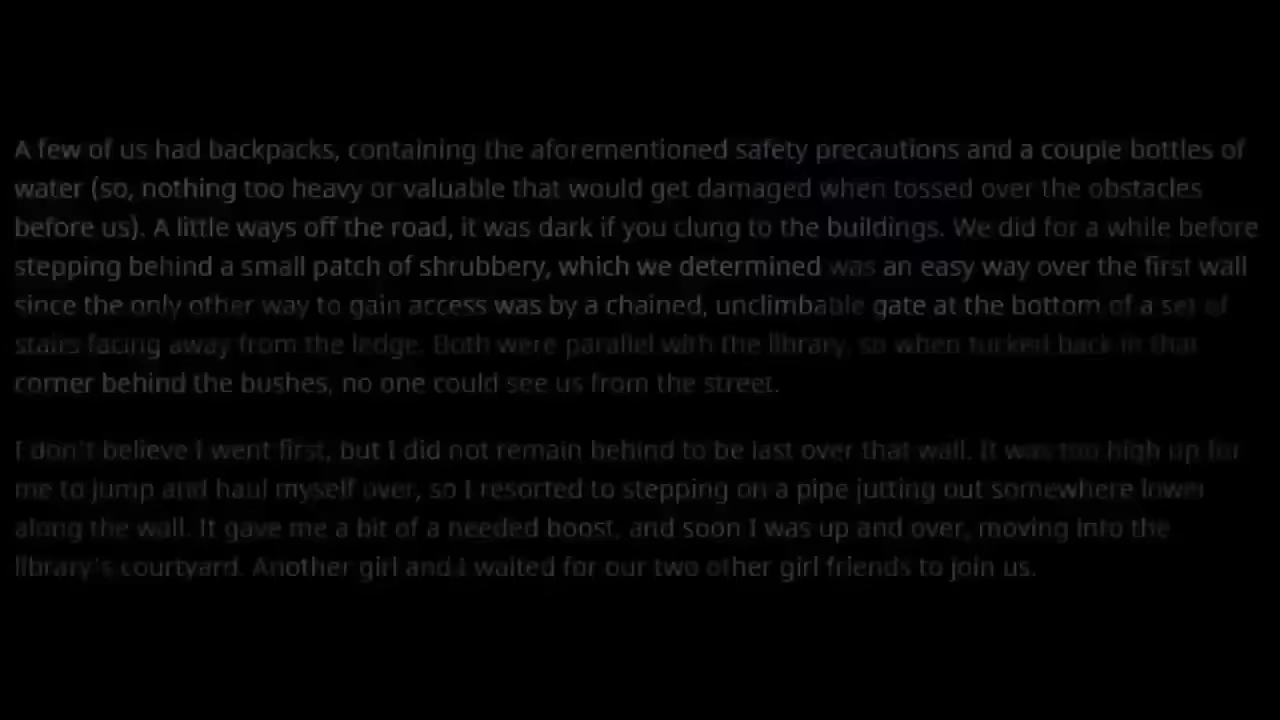 A few of us had backpacks, containing the aforementioned safety precautions and a couple bottles of
water (so, nothing too heavy or valuable that would get damaged when tossed over the obstacles
before us). A little ways off the road, it was dark if you clung to the buildings. We did for a while before
stepping behind a small patch of shrubbery, which we determined was an easy way over the first wall
since the only other way to gain access was by a chained, unclimbable gate at the bottom of a set of
stairs facing away from the ledge. Both were parallel with the library, so when tucked back in that
corner behind the bushes, no one could see us from the street.
I don't believe I went first, but I did not remain behind to be last over that wall. It was too high up for
me to jump and haul myself over, so I resorted to stepping on a pipe jutting out somewhere lower
along the wall. It gave me a bit of a needed boost, and soon I was up and over, moving into the
library's courtyard. Another girl and I waited for our two other girl friends to join us.